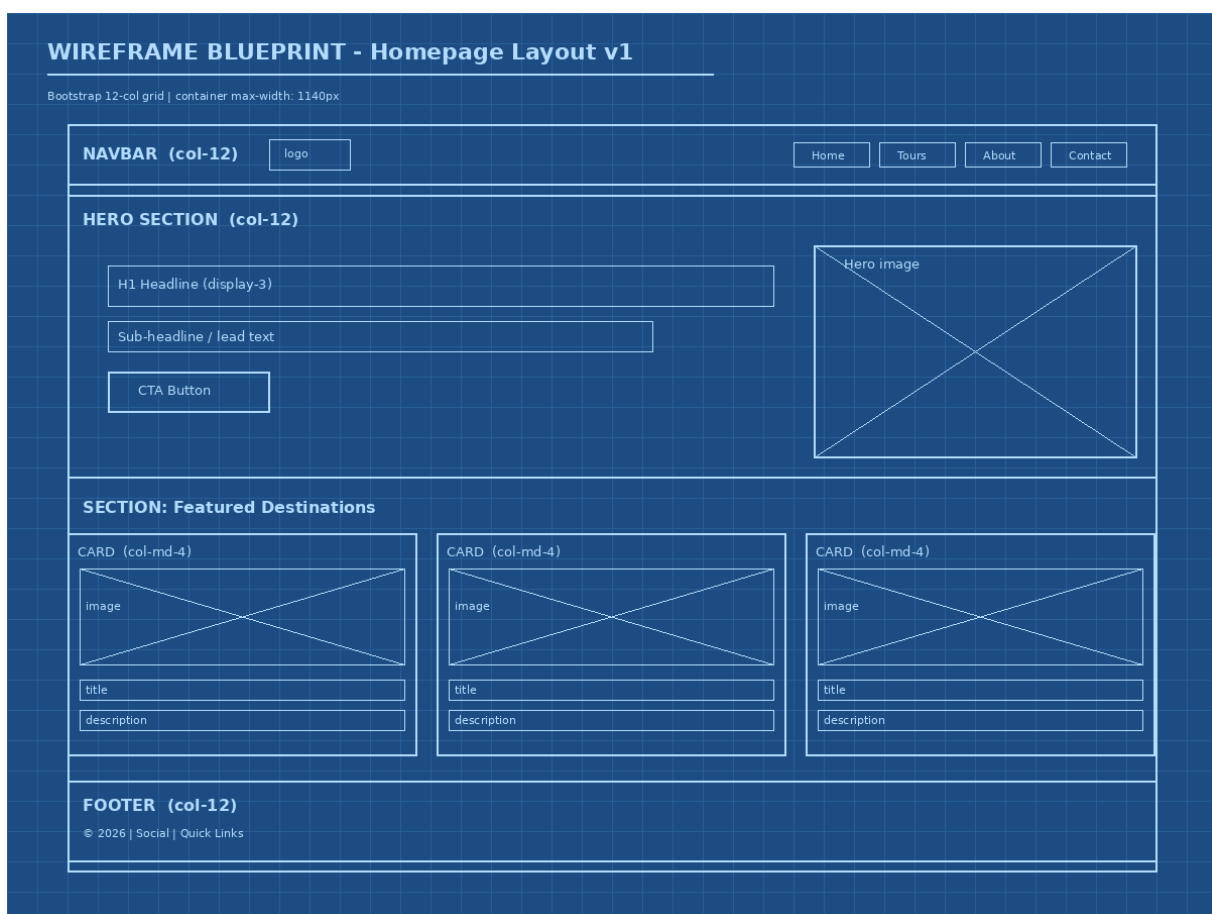 WIREFRAME BLUEPRINT - Homepage Layout v1
Bootstrap 12-col grid | container max-width: 1140px
NAVBAR (col-12) logo Home Tours About Contact
HERO SECTION (col-12)
Hero image
H1 Headline (display-3)
Sub-headline / lead text
CTA Button
SECTION: Featured Destinations
CARD (col-md-4) CARD (col-md-4) CARD (col-md-4)
image image image
title title title
description description description
FOOTER (col-12)
© 2026 | Social | Quick Links